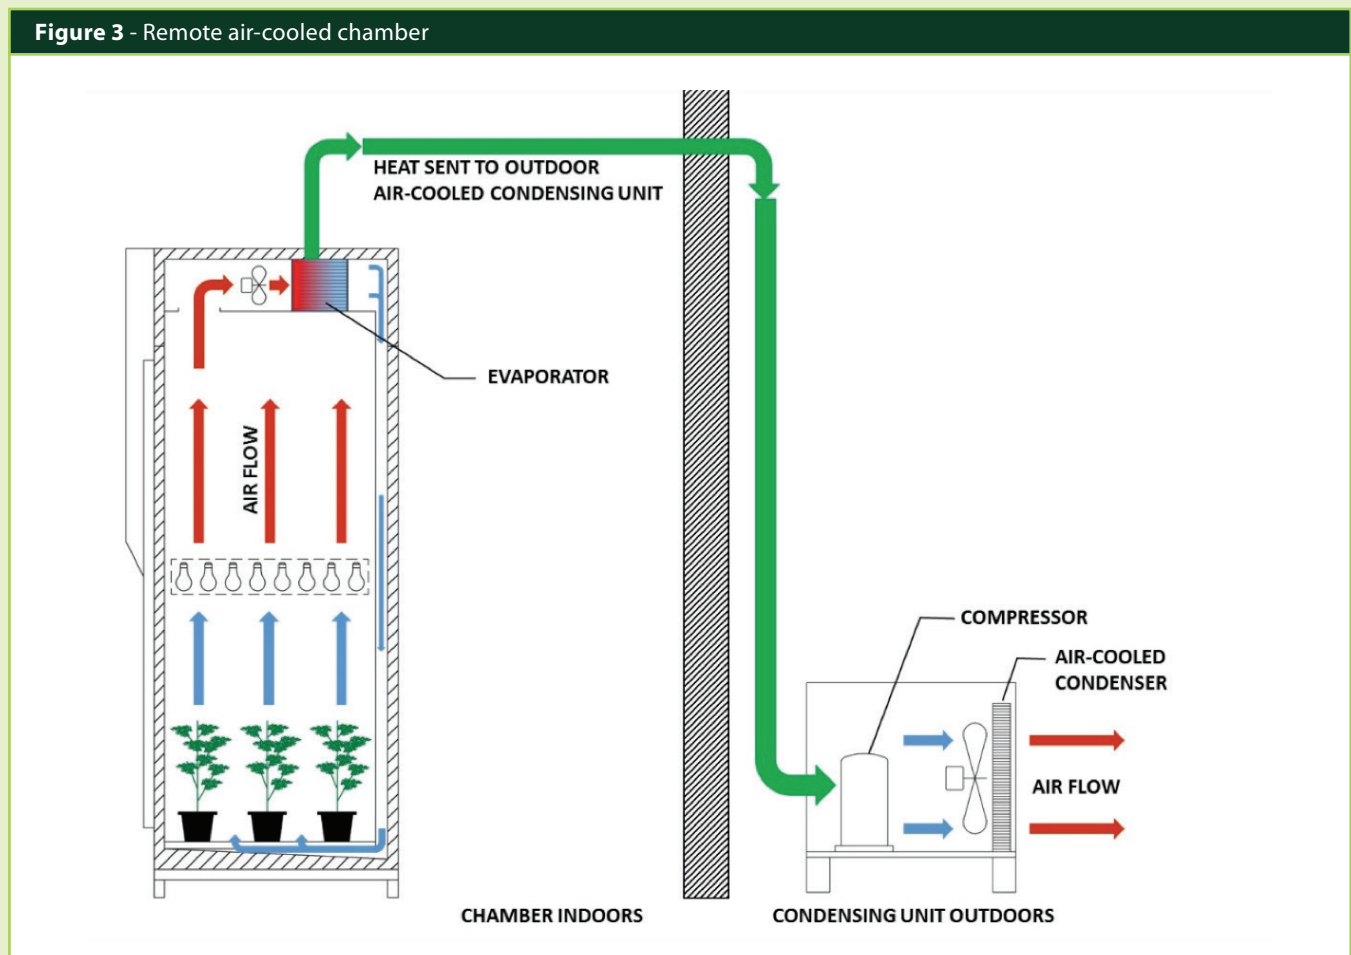 Figure 3 - Remote air-cooled chamber
HEAT SENT TO OUTDOOR
AIR-COOLED CONDENSING UNIT
EVAPORATOR
AIR FLOW
COMPRESSOR
AIR-COOLED
CONDENSER
AIR FLOW
CHAMBER INDOORS
CONDENSING UNIT OUTDOORS